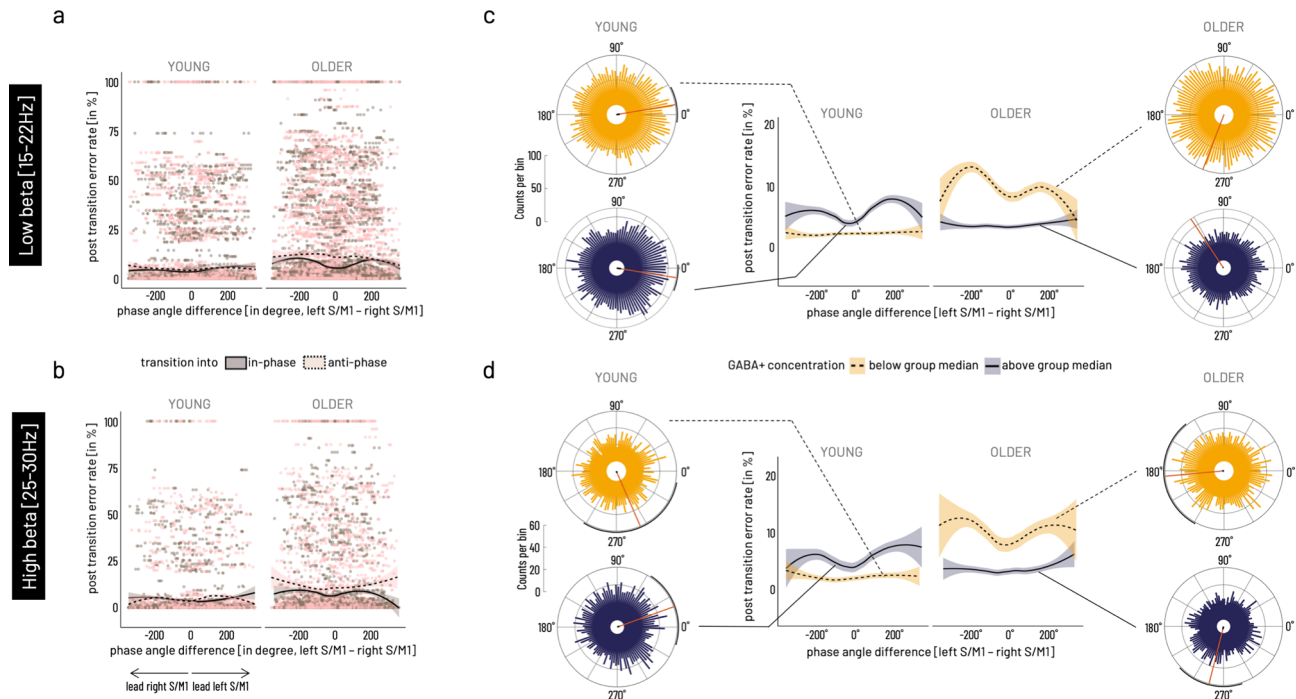 a
Low beta [15-22Hz]
YOUNG
OLDER
post transition error rate [in %]
100
75
50
25
0
-200
0
200
-200
0
200
phase angle difference [in degree, left S/M1 - right S/M1]
transition into
in-phase
anti-phase
b
High beta [25-30Hz]
YOUNG
OLDER
post transition error rate [in %]
100
75
50
25
0
-200
0
200
-200
0
200
phase angle difference [in degree, left S/M1 - right S/M1]
lead right S/M1
lead left S/M1
c
YOUNG
90°
180°
0°
270°
Counts per bin
100
50
0
90°
180°
0°
270°
YOUNG
OLDER
post transition error rate [in %]
20
10
0
-200°
0°
200°
-200°
0°
200°
phase angle difference [left S/M1 - right S/M1]
OLDER
90°
180°
0°
270°
90°
180°
0°
270°
GABA+ concentration
below group median
above group median
d
YOUNG
90°
180°
0°
270°
Counts per bin
60
40
20
0
90°
180°
0°
270°
YOUNG
OLDER
post transition error rate [in %]
20
10
0
-200°
0°
200°
-200°
0°
200°
phase angle difference [left S/M1 - right S/M1]
OLDER
90°
180°
0°
270°
90°
180°
0°
270°